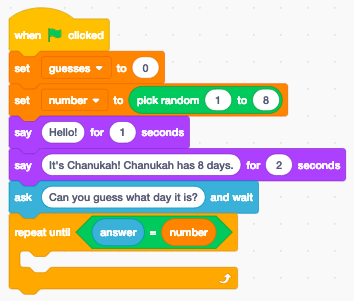 when clicked
set guesses to 0
set number to pick random 1 to 8
say Hello! for 1 seconds
say It's Chanukah! Chanukah has 8 days. for 2 seconds
ask Can you guess what day it is? and wait
repeat until answer = number